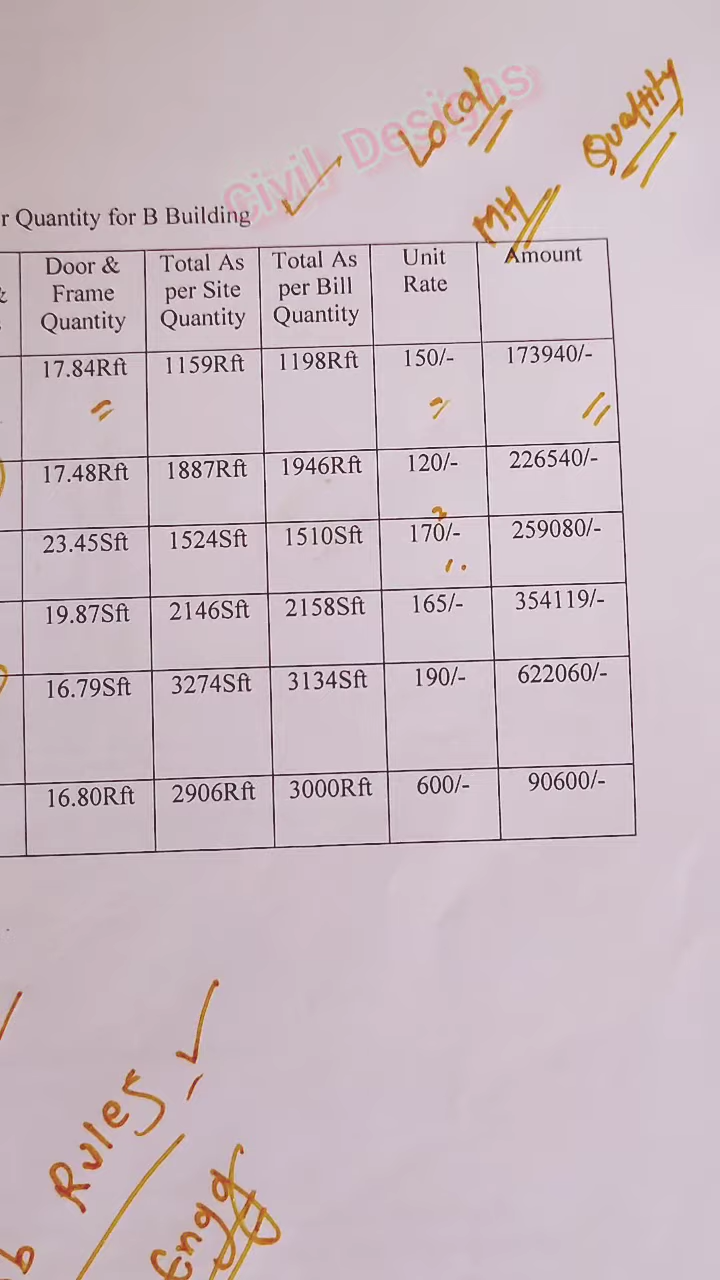 Civil Designs
Local
Qualtity
MH
r Quantity for B Building
Door & Frame Quantity Total As per Site Quantity Total As per Bill Quantity Unit Rate Amount
17.84Rft 1159Rft 1198Rft 150/- 173940/-
17.48Rft 1887Rft 1946Rft 120/- 226540/-
23.45Sft 1524Sft 1510Sft 170/- 259080/-
19.87Sft 2146Sft 2158Sft 165/- 354119/-
16.79Sft 3274Sft 3134Sft 190/- 622060/-
16.80Rft 2906Rft 3000Rft 600/- 90600/-
Rules